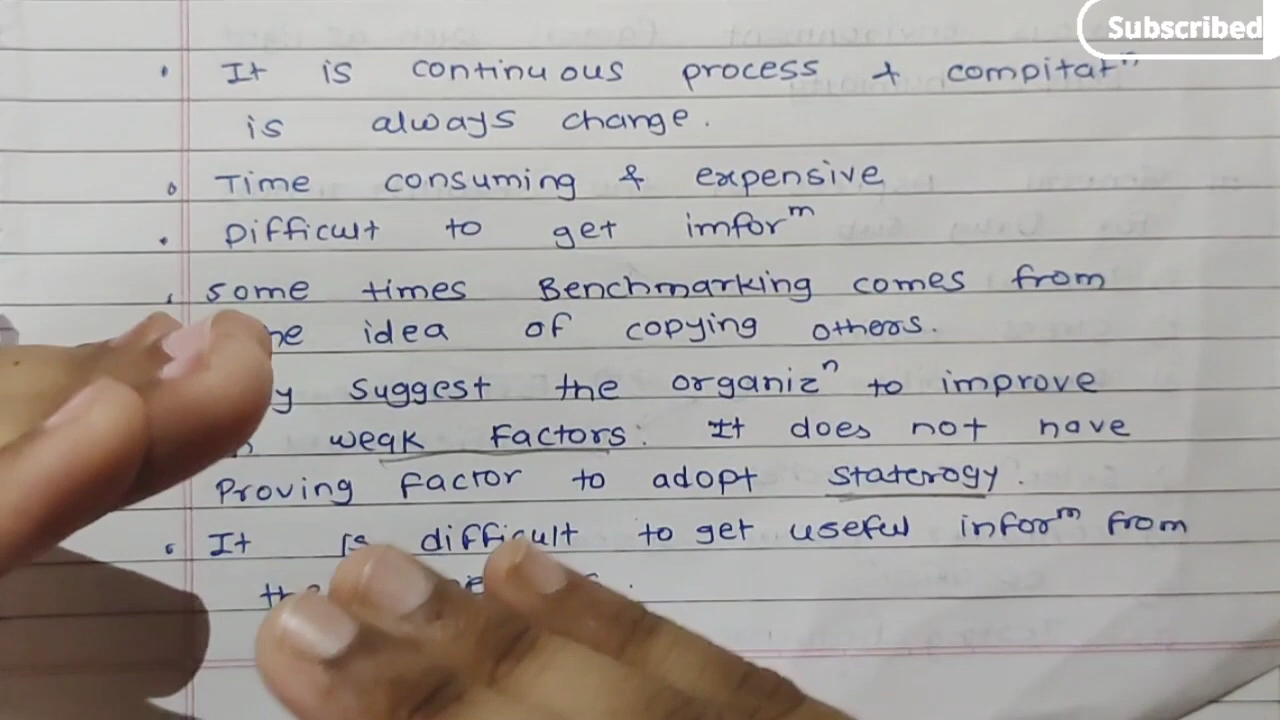 Subscribed
• It is continuous process + compitatⁿ
is always change.
• Time consuming & expensive
• Difficult to get imforᵐ
• some times Benchmarking comes from
idea of copying others.
suggest the organizⁿ to improve
weak Factors. It does not have
Proving Factor to adopt staterogy.
• It is difficult to get useful inforᵐ from